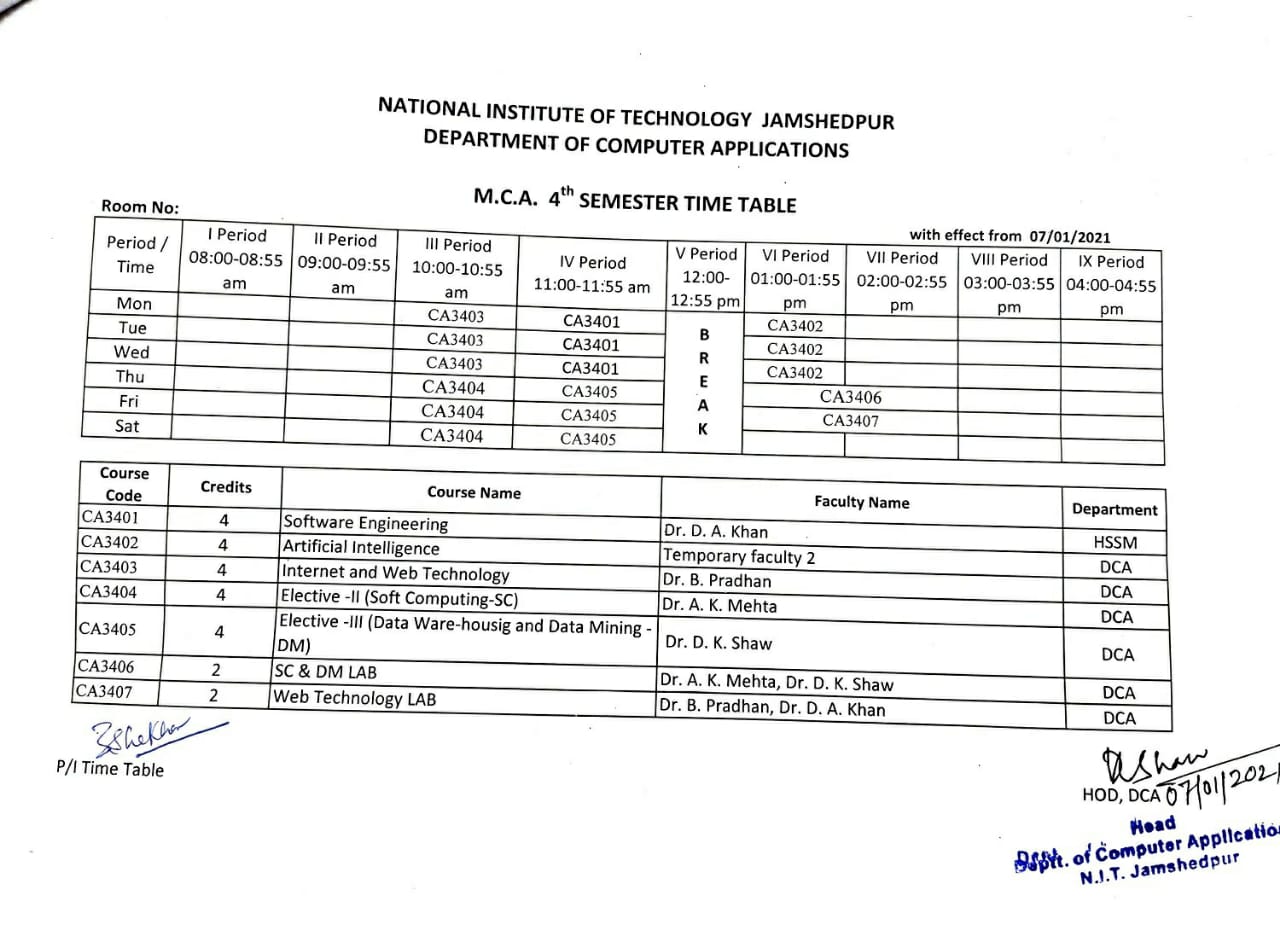 NATIONAL INSTITUTE OF TECHNOLOGY JAMSHEDPUR
DEPARTMENT OF COMPUTER APPLICATIONS
M.C.A. 4th SEMESTER TIME TABLE
Room No:
with effect from 07/01/2021
Period / Time I Period 08:00-08:55 am II Period 09:00-09:55 am III Period 10:00-10:55 am IV Period 11:00-11:55 am V Period 12:00-12:55 pm VI Period 01:00-01:55 pm VII Period 02:00-02:55 pm VIII Period 03:00-03:55 pm IX Period 04:00-04:55 pm
Mon CA3403 CA3401 BREAK CA3402
Tue CA3403 CA3401 CA3402
Wed CA3403 CA3401 CA3402
Thu CA3404 CA3405 CA3406
Fri CA3404 CA3405 CA3407
Sat CA3404 CA3405
Course Code Credits Course Name Faculty Name Department
CA3401 4 Software Engineering Dr. D. A. Khan HSSM
CA3402 4 Artificial Intelligence Temporary faculty 2 DCA
CA3403 4 Internet and Web Technology Dr. B. Pradhan DCA
CA3404 4 Elective -II (Soft Computing-SC) Dr. A. K. Mehta DCA
CA3405 4 Elective -III (Data Ware-housig and Data Mining - DM) Dr. D. K. Shaw DCA
CA3406 2 SC & DM LAB Dr. A. K. Mehta, Dr. D. K. Shaw DCA
CA3407 2 Web Technology LAB Dr. B. Pradhan, Dr. D. A. Khan DCA
P/I Time Table
HOD, DCA 07/01/2021
Head
Deptt. of Computer Applicatio
N.I.T. Jamshedpur